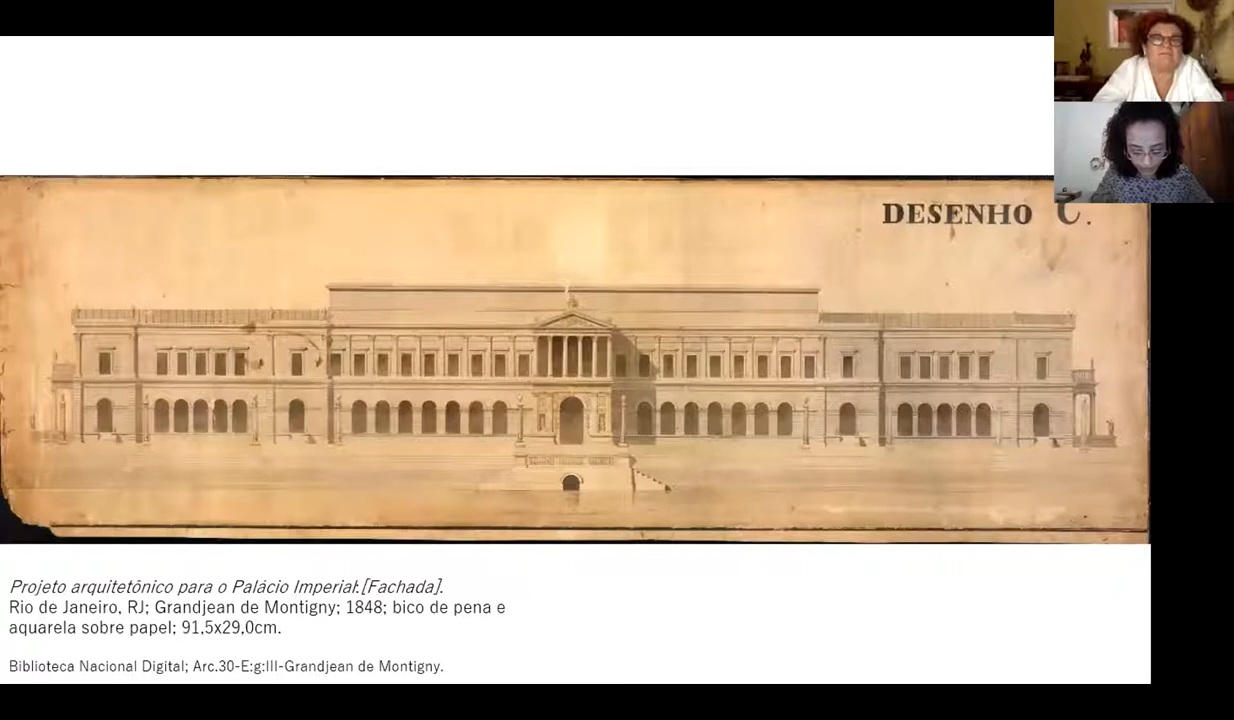 DESENHO C.
Projeto arquitetônico para o Palácio Imperial: [Fachada].
Rio de Janeiro, RJ; Grandjean de Montigny; 1848; bico de pena e
aquarela sobre papel; 91,5x29,0cm.
Biblioteca Nacional Digital; Arc.30-E:g:III-Grandjean de Montigny.